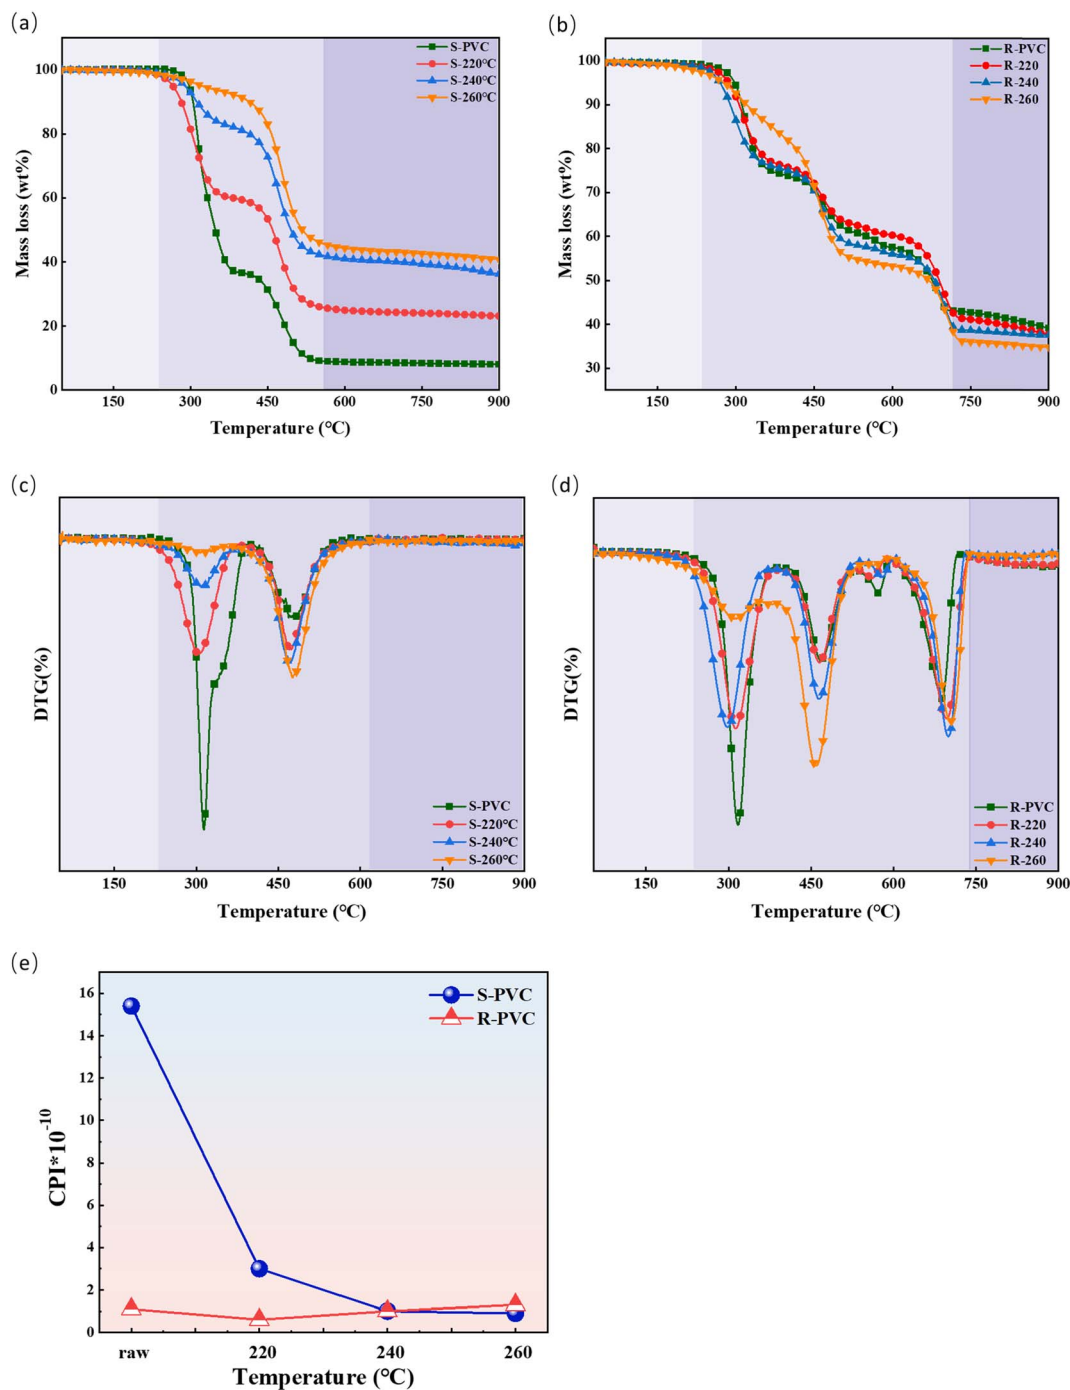 (a)
S-PVC
S-220°C
S-240°C
S-260°C
100
80
60
40
20
0
150
300
450
600
750
900
Mass loss (wt%)
Temperature (°C)
(b)
R-PVC
R-220
R-240
R-260
100
90
80
70
60
50
40
30
150
300
450
600
750
900
Mass loss (wt%)
Temperature (°C)
(c)
DTG(%)
S-PVC
S-220°C
S-240°C
S-260°C
150
300
450
600
750
900
Temperature (°C)
(d)
DTG(%)
R-PVC
R-220
R-240
R-260
150
300
450
600
750
900
Temperature (°C)
(e)
S-PVC
R-PVC
16
14
12
10
8
6
4
2
0
CPI*10⁻¹⁰
raw
220
240
260
Temperature (°C)